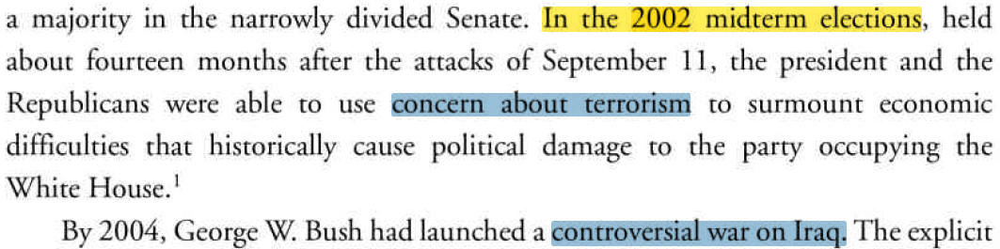 a majority in the narrowly divided Senate. In the 2002 midterm elections, held
about fourteen months after the attacks of September 11, the president and the
Republicans were able to use concern about terrorism to surmount economic
difficulties that historically cause political damage to the party occupying the
White House.¹
By 2004, George W. Bush had launched a controversial war on Iraq. The explicit